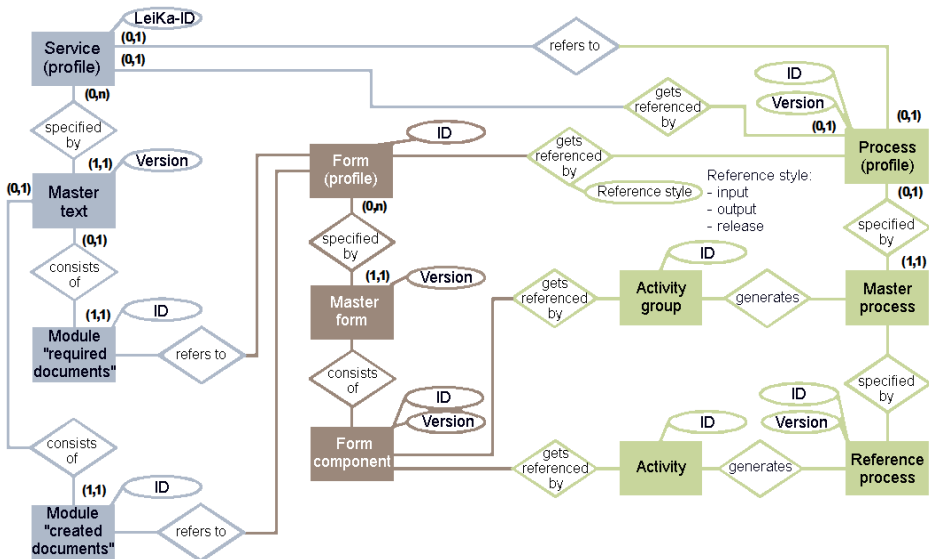 LeiKa-ID
Service
(profile)
(0,1)
(0,1)
refers to
gets
referenced
by
ID
Version
(0,1)
(0,1)
Process
(profile)
(0,n)
specified
by
(1,1)
Version
(0,1)
Master
text
(0,1)
consists
of
(1,1)
ID
Module
"required
documents"
refers to
consists
of
(1,1)
ID
Module
"created
documents"
refers to
ID
Form
(profile)
gets
referenced
by
Reference style
Reference style:
- input
- output
- release
(0,n)
specified
by
(1,1)
Version
Master
form
consists
of
ID
Version
Form
component
gets
referenced
by
ID
Activity
group
generates
(0,1)
specified
by
(1,1)
Master
process
specified
by
gets
referenced
by
ID
Activity
generates
ID
Version
Reference
process